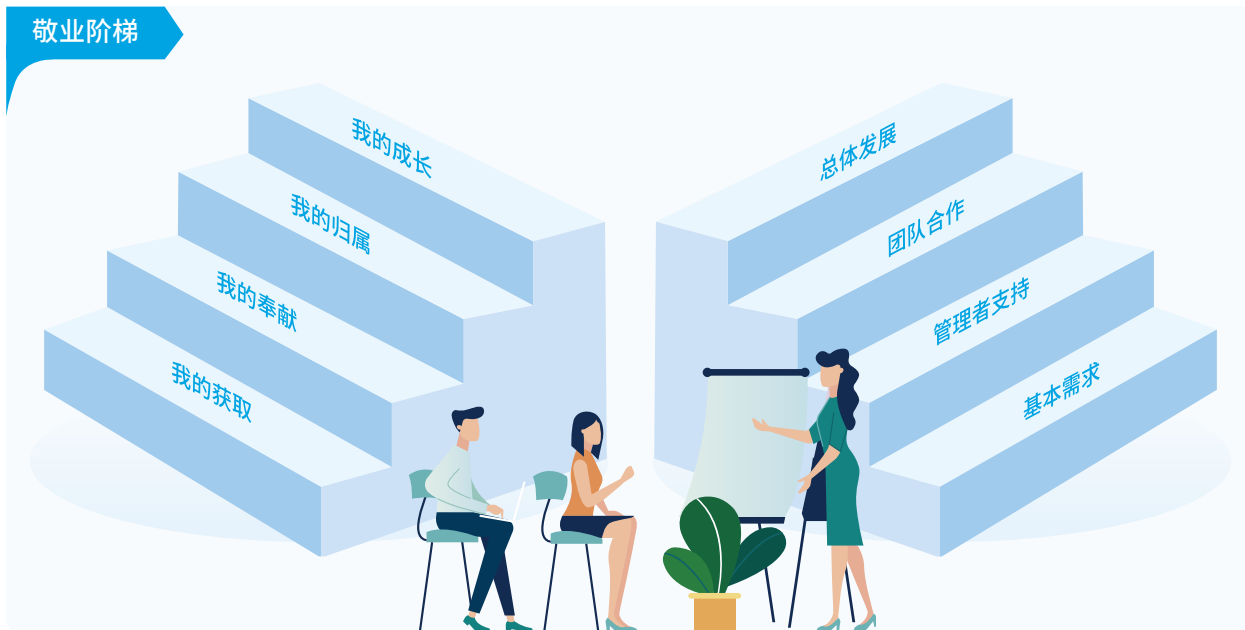 敬业阶梯
我的成长
我的归属
我的奉献
我的获取
总体发展
团队合作
管理者支持
基本需求